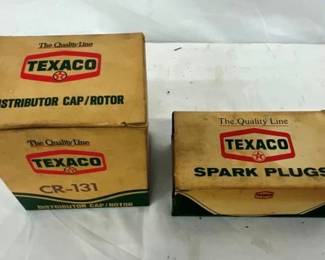 The Quality Line
TEXACO
DISTRIBUTOR CAP/ROTOR
The Quality Line
TEXACO
CR-131
DISTRIBUTOR CAP/ROTOR
The Quality Line
TEXACO
SPARK PLUGS